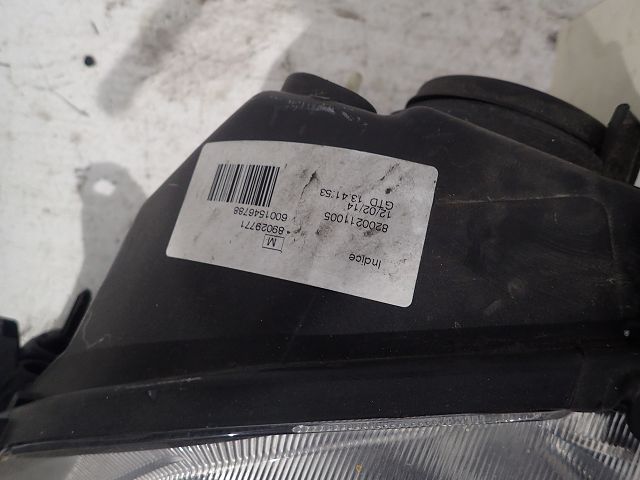 Indice
8200211005
12/02/14
GTD 13:41:53
M
* 89029771
6001546788